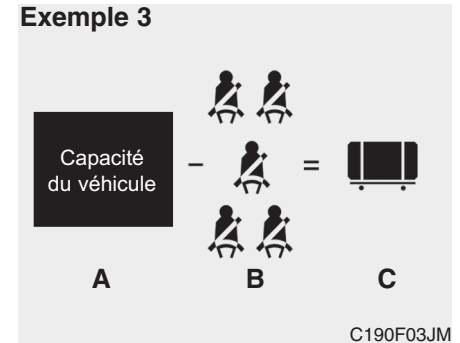 Exemple 3
Capacité
du véhicule
–
=
A
B
C
C190F03JM